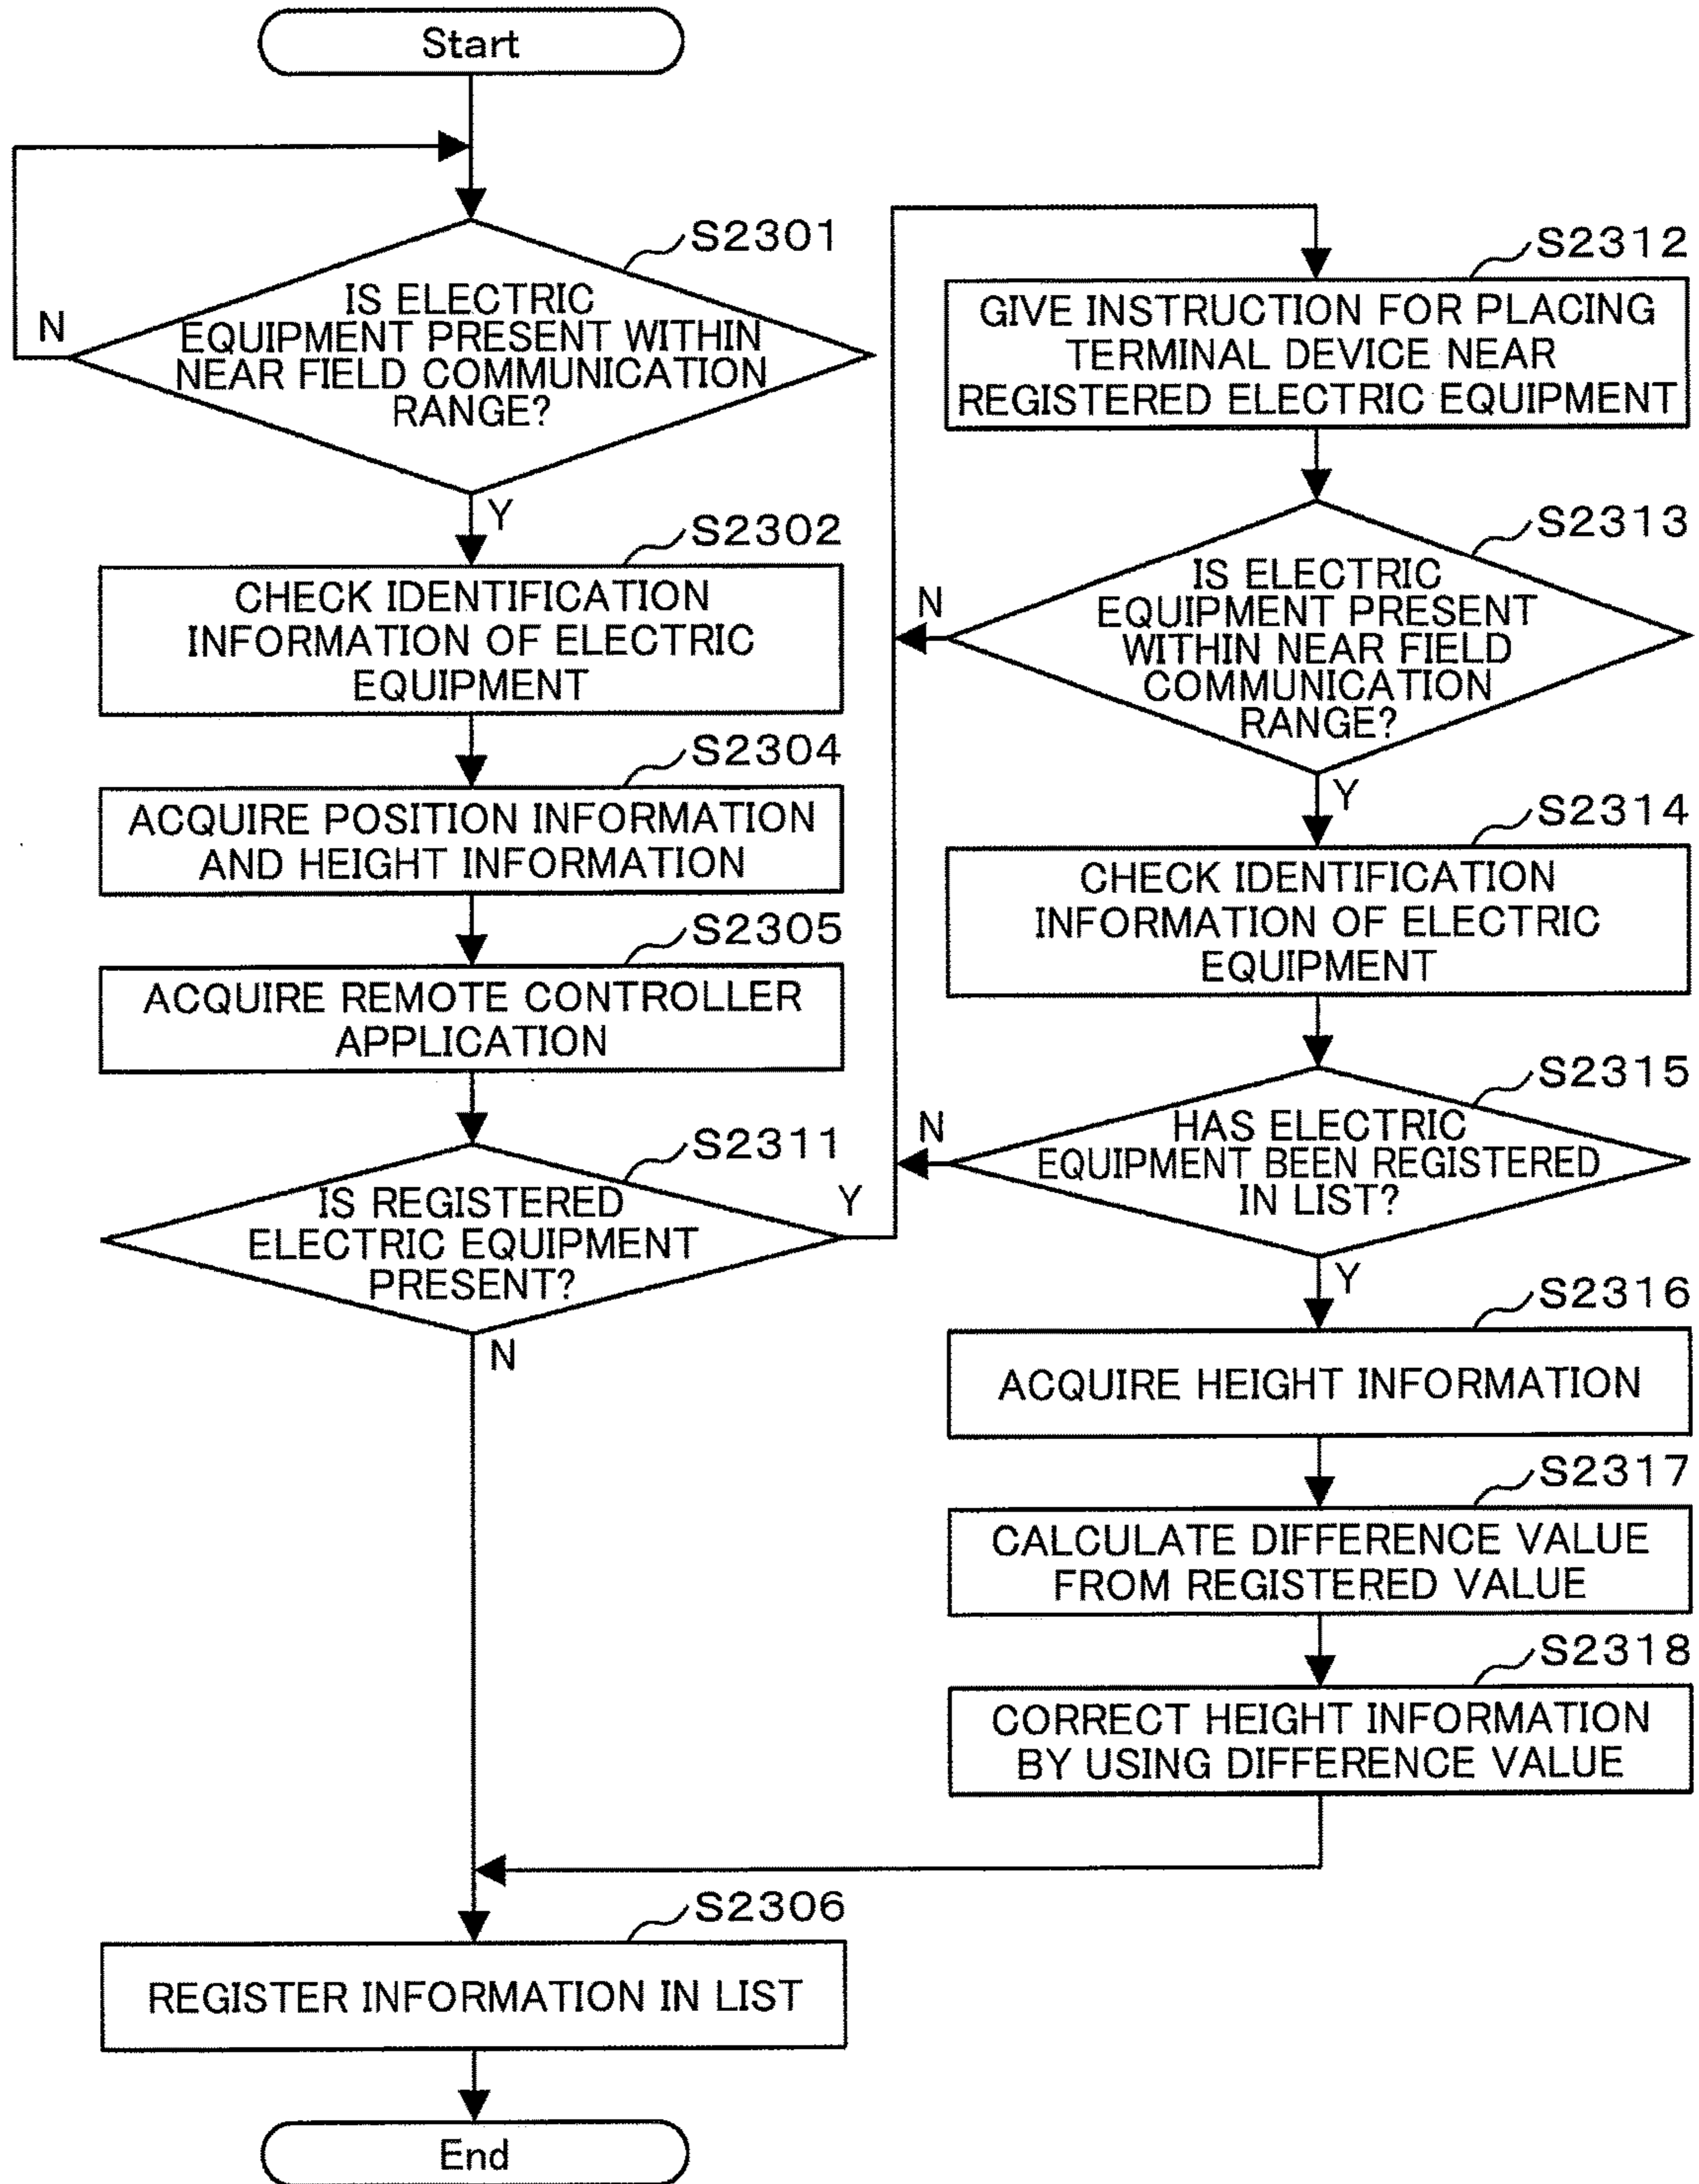 Start
S2301
IS ELECTRIC
EQUIPMENT PRESENT WITHIN
NEAR FIELD COMMUNICATION
RANGE?
N
Y
S2302
CHECK IDENTIFICATION
INFORMATION OF ELECTRIC
EQUIPMENT
S2304
ACQUIRE POSITION INFORMATION
AND HEIGHT INFORMATION
S2305
ACQUIRE REMOTE CONTROLLER
APPLICATION
S2311
IS REGISTERED
ELECTRIC EQUIPMENT
PRESENT?
Y
N
S2312
GIVE INSTRUCTION FOR PLACING
TERMINAL DEVICE NEAR
REGISTERED ELECTRIC EQUIPMENT
S2313
IS ELECTRIC
EQUIPMENT PRESENT
WITHIN NEAR FIELD
COMMUNICATION
RANGE?
N
Y
S2314
CHECK IDENTIFICATION
INFORMATION OF ELECTRIC
EQUIPMENT
S2315
HAS ELECTRIC
EQUIPMENT BEEN REGISTERED
IN LIST?
N
Y
S2316
ACQUIRE HEIGHT INFORMATION
S2317
CALCULATE DIFFERENCE VALUE
FROM REGISTERED VALUE
S2318
CORRECT HEIGHT INFORMATION
BY USING DIFFERENCE VALUE
S2306
REGISTER INFORMATION IN LIST
End